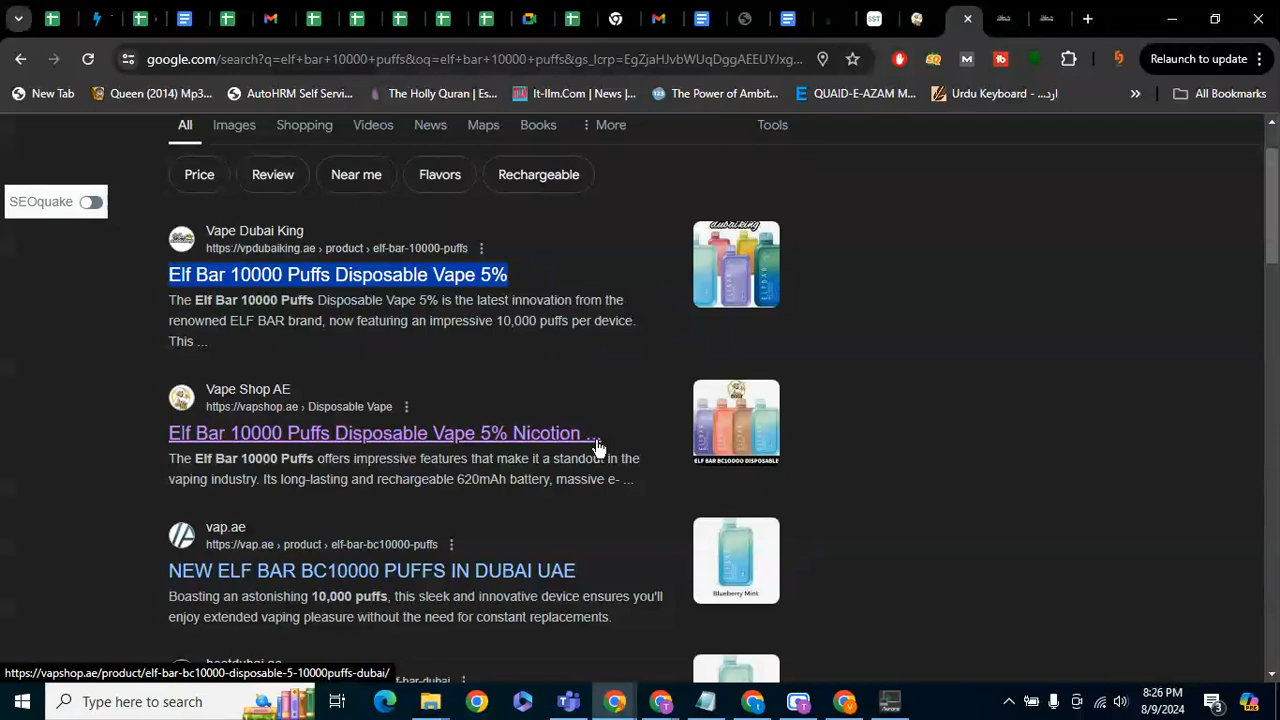 SST
google.com/search?q=elf+bar+10000+puffs&oq=elf+bar+10000+puffs&gs_lcrp=EgZjaHJvbWUqDggAEEUYJxg...
Relaunch to update
New Tab
Queen (2014) Mp3...
AutoHRM Self Servi...
The Holly Quran | Es...
It-Ilm.Com | News |...
The Power of Ambit...
QUAID-E-AZAM M...
Urdu Keyboard - اردو...
All Bookmarks
All
Images
Shopping
Videos
News
Maps
Books
More
Tools
Price
Review
Near me
Flavors
Rechargeable
SEOquake
Vape Dubai King
https://vpdubaiking.ae › product › elf-bar-10000-puffs
Elf Bar 10000 Puffs Disposable Vape 5%
The Elf Bar 10000 Puffs Disposable Vape 5% is the latest innovation from the
renowned ELF BAR brand, now featuring an impressive 10,000 puffs per device.
This ...
dubaiking
ELFBAR
Vape Shop AE
https://vapshop.ae › Disposable Vape
Elf Bar 10000 Puffs Disposable Vape 5% Nicotion ...
The Elf Bar 10000 Puffs offers impressive features that make it a standout in the
vaping industry. Its long-lasting and rechargeable 620mAh battery, massive e- ...
ELF BAR BC10000 DISPOSABLE
vap.ae
https://vap.ae › product › elf-bar-bc10000-puffs
NEW ELF BAR BC10000 PUFFS IN DUBAI UAE
Boasting an astonishing 10,000 puffs, this sleek and innovative device ensures you'll
enjoy extended vaping pleasure without the need for constant replacements.
Blueberry Mint
https://vapshop.ae/product/elf-bar-bc10000-disposable-5-10000puffs-dubai/
Type here to search
8:26 PM
8/9/2024
3